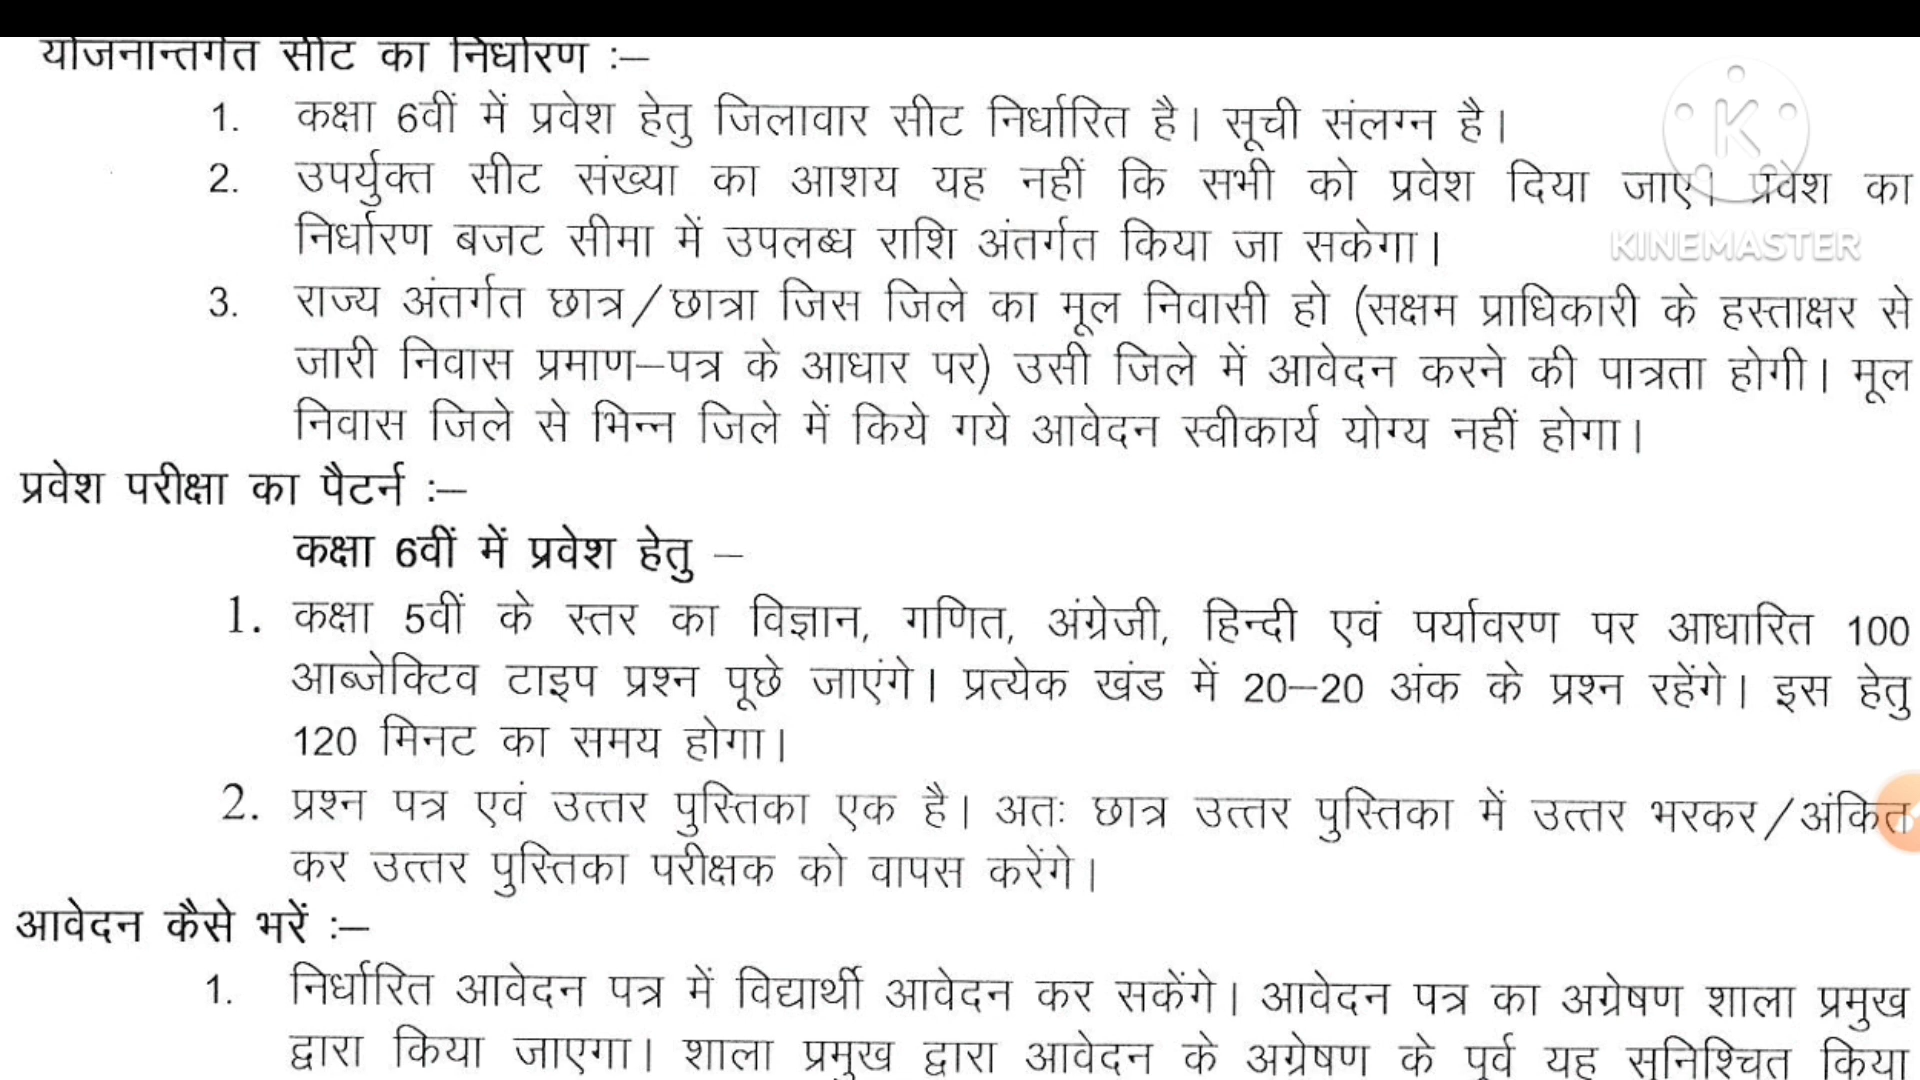 योजनान्तर्गत सीट का निर्धारण :–
1. कक्षा 6वीं में प्रवेश हेतु जिलावार सीट निर्धारित है। सूची संलग्न है।
2. उपर्युक्त सीट संख्या का आशय यह नहीं कि सभी को प्रवेश दिया जाए। प्रवेश का
निर्धारण बजट सीमा में उपलब्ध राशि अंतर्गत किया जा सकेगा।
KINEMASTER
3. राज्य अंतर्गत छात्र/छात्रा जिस जिले का मूल निवासी हो (सक्षम प्राधिकारी के हस्ताक्षर से
जारी निवास प्रमाण–पत्र के आधार पर) उसी जिले में आवेदन करने की पात्रता होगी। मूल
निवास जिले से भिन्न जिले में किये गये आवेदन स्वीकार्य योग्य नहीं होगा।
प्रवेश परीक्षा का पैटर्न :–
कक्षा 6वीं में प्रवेश हेतु –
1. कक्षा 5वीं के स्तर का विज्ञान, गणित, अंग्रेजी, हिन्दी एवं पर्यावरण पर आधारित 100
आब्जेक्टिव टाइप प्रश्न पूछे जाएंगे। प्रत्येक खंड में 20–20 अंक के प्रश्न रहेंगे। इस हेतु
120 मिनट का समय होगा।
2. प्रश्न पत्र एवं उत्तर पुस्तिका एक है। अतः छात्र उत्तर पुस्तिका में उत्तर भरकर/अंकित
कर उत्तर पुस्तिका परीक्षक को वापस करेंगे।
आवेदन कैसे भरें :–
1. निर्धारित आवेदन पत्र में विद्यार्थी आवेदन कर सकेंगे। आवेदन पत्र का अग्रेषण शाला प्रमुख
द्वारा किया जाएगा। शाला प्रमुख द्वारा आवेदन के अग्रेषण के पूर्व यह सुनिश्चित किया